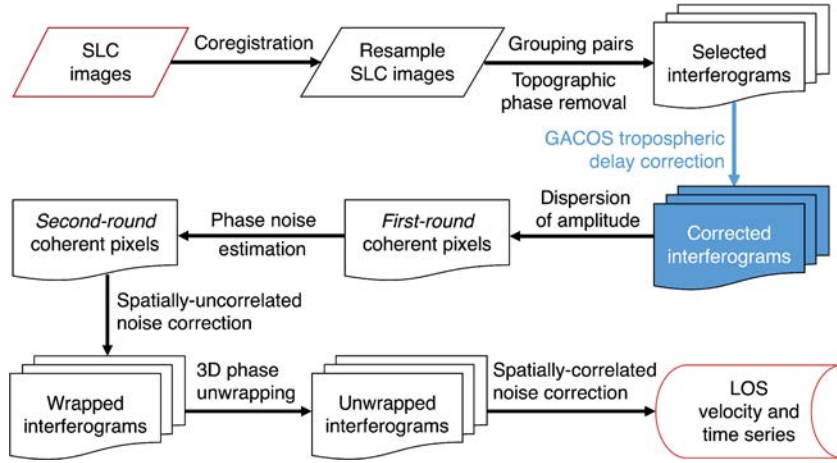 SLC
images
Coregistration
Resample
SLC images
Grouping pairs
Topographic
phase removal
Selected
interferograms
GACOS tropospheric
delay correction
Corrected
interferograms
Dispersion
of amplitude
First-round
coherent pixels
Phase noise
estimation
Second-round
coherent pixels
Spatially-uncorrelated
noise correction
Wrapped
interferograms
3D phase
unwrapping
Unwrapped
interferograms
Spatially-correlated
noise correction
LOS
velocity and
time series